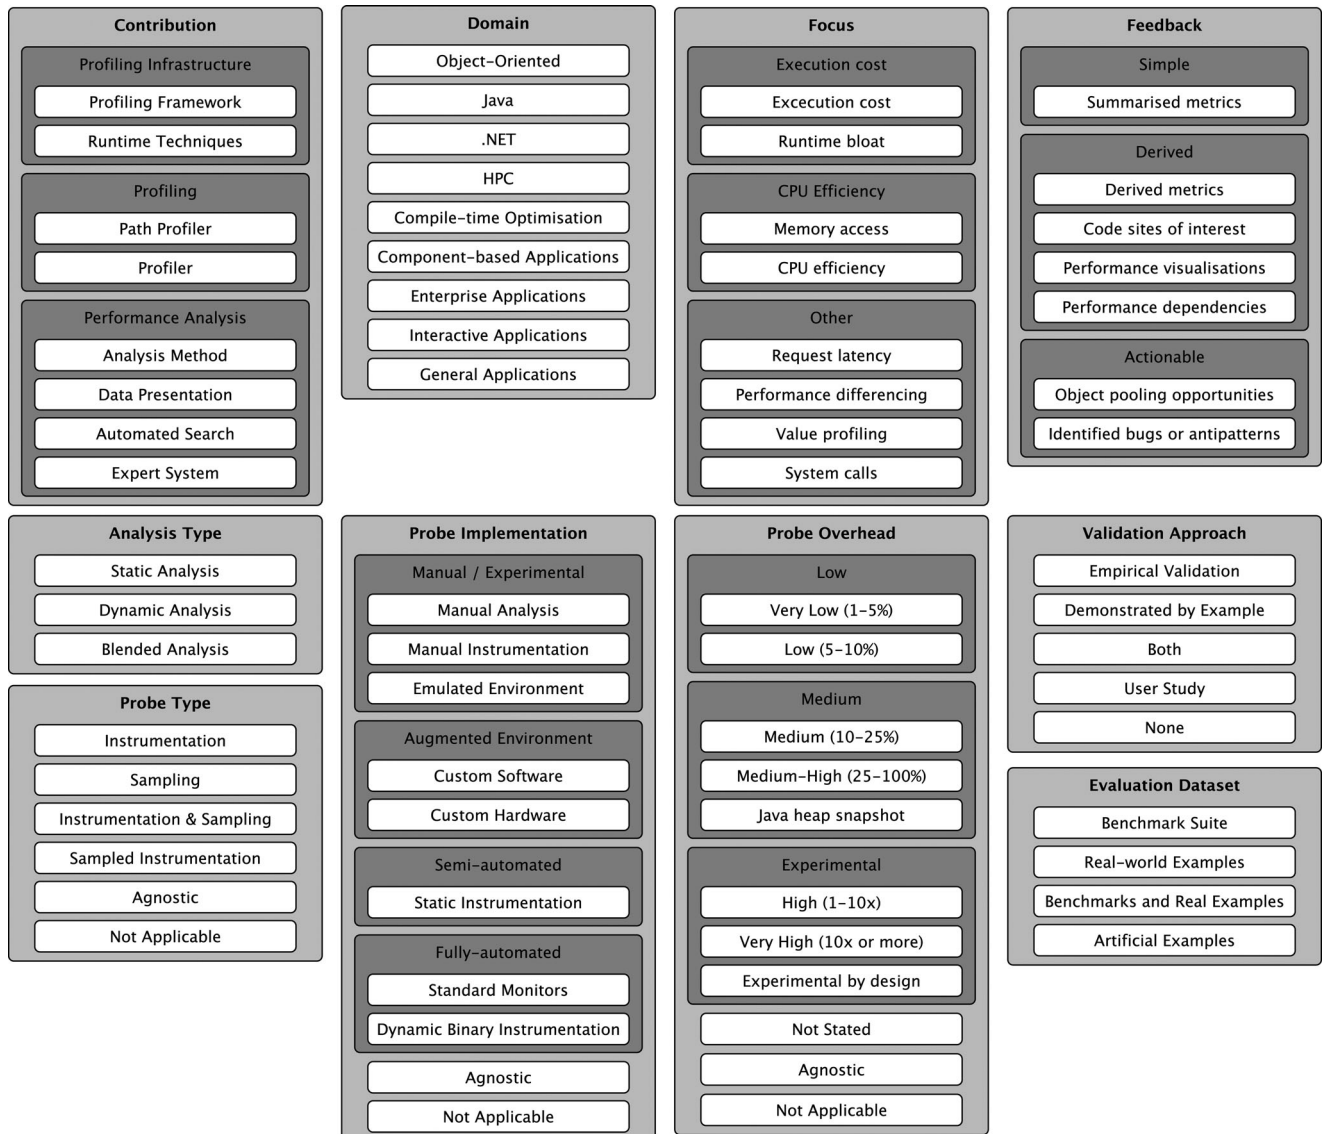 Contribution
Profiling Infrastructure
Profiling Framework
Runtime Techniques
Profiling
Path Profiler
Profiler
Performance Analysis
Analysis Method
Data Presentation
Automated Search
Expert System
Domain
Object-Oriented
Java
.NET
HPC
Compile-time Optimisation
Component-based Applications
Enterprise Applications
Interactive Applications
General Applications
Focus
Execution cost
Excecution cost
Runtime bloat
CPU Efficiency
Memory access
CPU efficiency
Other
Request latency
Performance differencing
Value profiling
System calls
Feedback
Simple
Summarised metrics
Derived
Derived metrics
Code sites of interest
Performance visualisations
Performance dependencies
Actionable
Object pooling opportunities
Identified bugs or antipatterns
Analysis Type
Static Analysis
Dynamic Analysis
Blended Analysis
Probe Type
Instrumentation
Sampling
Instrumentation & Sampling
Sampled Instrumentation
Agnostic
Not Applicable
Probe Implementation
Manual / Experimental
Manual Analysis
Manual Instrumentation
Emulated Environment
Augmented Environment
Custom Software
Custom Hardware
Semi-automated
Static Instrumentation
Fully-automated
Standard Monitors
Dynamic Binary Instrumentation
Agnostic
Not Applicable
Probe Overhead
Low
Very Low (1-5%)
Low (5-10%)
Medium
Medium (10-25%)
Medium-High (25-100%)
Java heap snapshot
Experimental
High (1-10x)
Very High (10x or more)
Experimental by design
Not Stated
Agnostic
Not Applicable
Validation Approach
Empirical Validation
Demonstrated by Example
Both
User Study
None
Evaluation Dataset
Benchmark Suite
Real-world Examples
Benchmarks and Real Examples
Artificial Examples